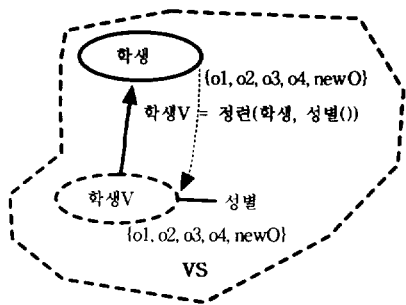 학생
{o1, o2, o3, o4, newO}
학생V = 정련(학생, 성별())
학생V 성별
{o1, o2, o3, o4, newO}
VS